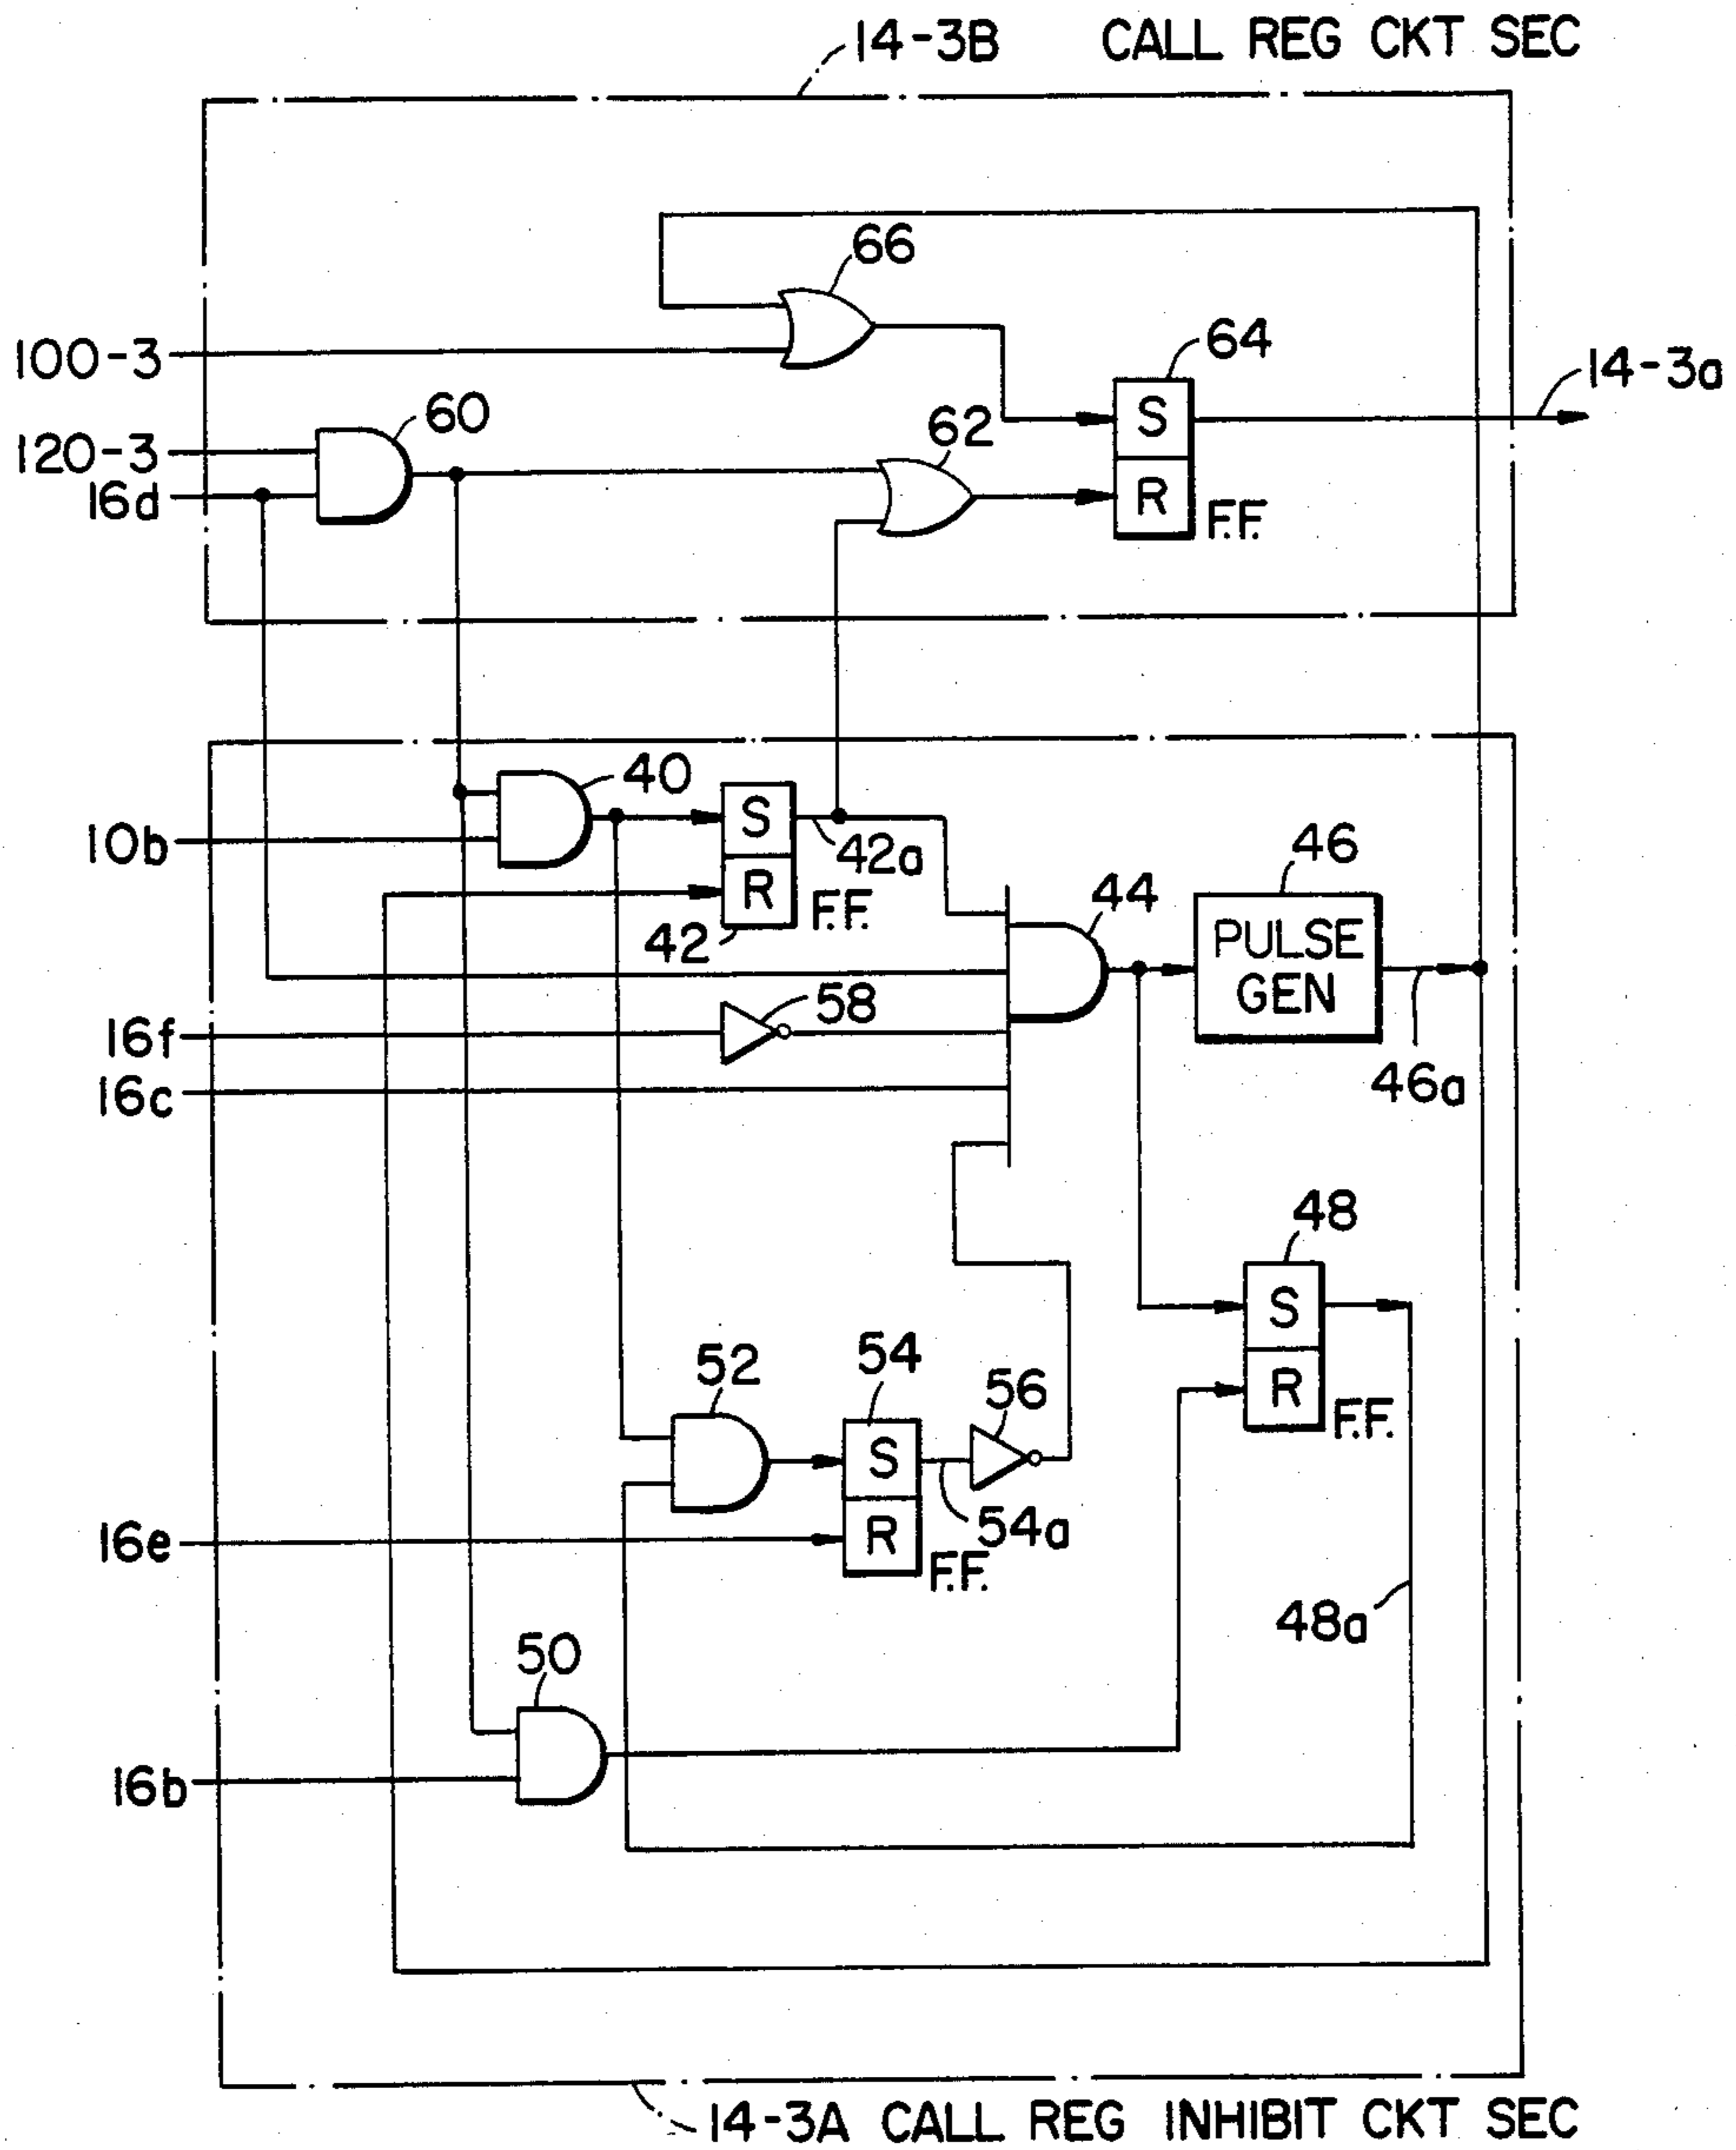 14-3B CALL REG CKT SEC
66
100-3
64
14-3a
60
62
120-3
S
16d
R
F.F.
40
S
10b
42a
46
R
F.F.
44
42
PULSE
GEN
58
16f
16c
46a
48
S
52
54
56
R
F.F.
S
54a
16e
R
F.F.
48a
50
16b
14-3A CALL REG INHIBIT CKT SEC